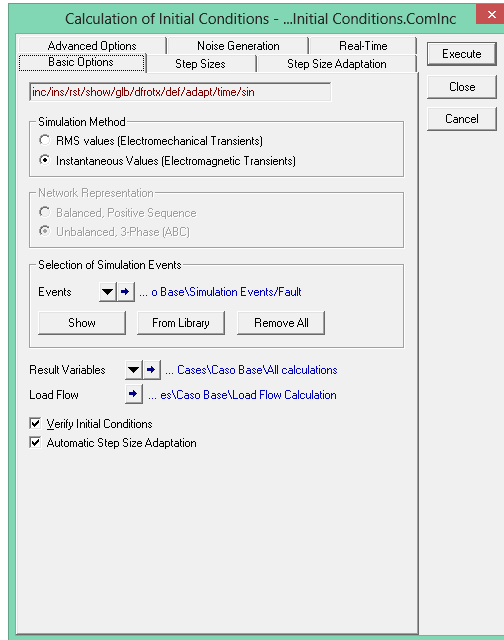 Calculation of Initial Conditions - ...Initial Conditions.ComInc
Advanced Options Noise Generation Real-Time
Basic Options Step Sizes Step Size Adaptation
Execute
Close
Cancel
inc/ins/rst/show/glb/dfrotx/def/adapt/time/sin
Simulation Method
RMS values (Electromechanical Transients)
Instantaneous Values (Electromagnetic Transients)
Network Representation
Balanced, Positive Sequence
Unbalanced, 3-Phase (ABC)
Selection of Simulation Events
Events ... o Base\Simulation Events/Fault
Show From Library Remove All
Result Variables ... Cases\Caso Base\All calculations
Load Flow ... es\Caso Base\Load Flow Calculation
Verify Initial Conditions
Automatic Step Size Adaptation